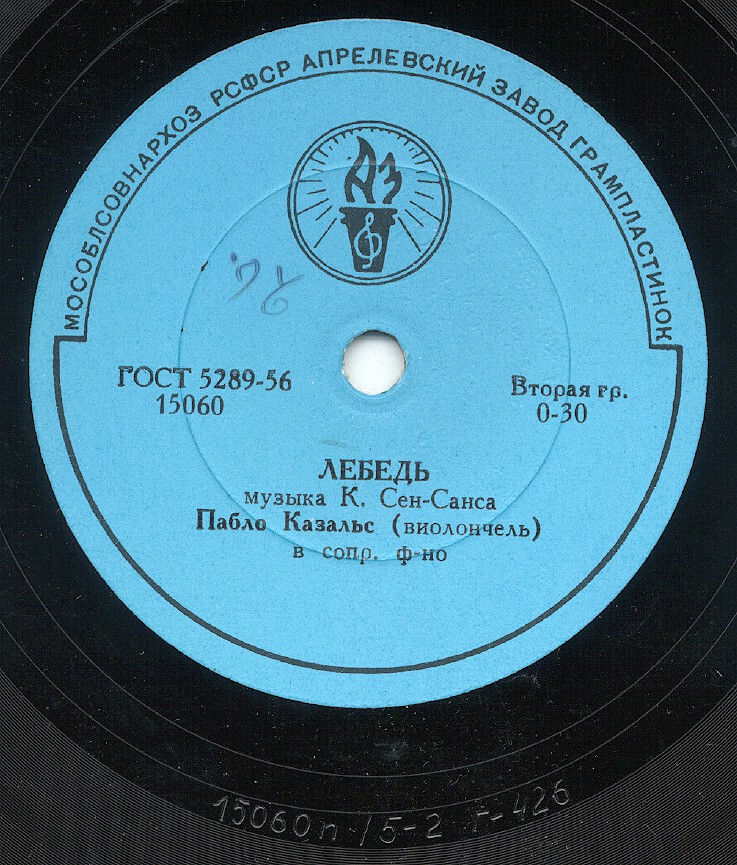 МОСОБЛСОВНАРХОЗ РСФСР АПРЕЛЕВСКИЙ ЗАВОД ГРАМПЛАСТИНОК
АЗ
ГОСТ 5289-56
15060
Вторая гр.
0-30
ЛЕБЕДЬ
музыка К. Сен-Санса
Пабло Казальс (виолончель)
в сопр. ф-но
15060п/5-2 Г-426